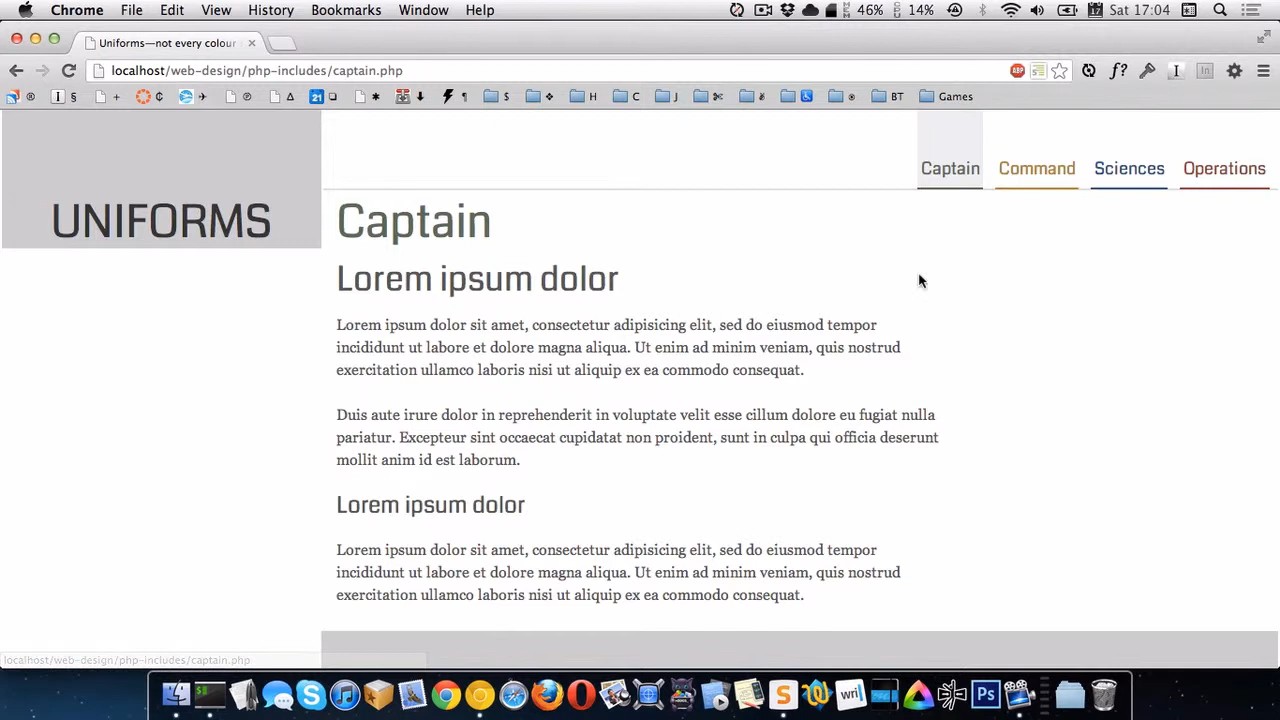 Chrome File Edit View History Bookmarks Window Help 46% 14% 17 Sat 17:04
Uniforms—not every colour
localhost/web-design/php-includes/captain.php ABP f?
® § + ¢ ℗ Δ 21 * ¶ $ ❖ H C J BT Games
Captain Command Sciences Operations
UNIFORMS
Captain
Lorem ipsum dolor
Lorem ipsum dolor sit amet, consectetur adipisicing elit, sed do eiusmod tempor
incididunt ut labore et dolore magna aliqua. Ut enim ad minim veniam, quis nostrud
exercitation ullamco laboris nisi ut aliquip ex ea commodo consequat.
Duis aute irure dolor in reprehenderit in voluptate velit esse cillum dolore eu fugiat nulla
pariatur. Excepteur sint occaecat cupidatat non proident, sunt in culpa qui officia deserunt
mollit anim id est laborum.
Lorem ipsum dolor
Lorem ipsum dolor sit amet, consectetur adipisicing elit, sed do eiusmod tempor
incididunt ut labore et dolore magna aliqua. Ut enim ad minim veniam, quis nostrud
exercitation ullamco laboris nisi ut aliquip ex ea commodo consequat.
localhost/web-design/php-includes/captain.php
S wri Ps